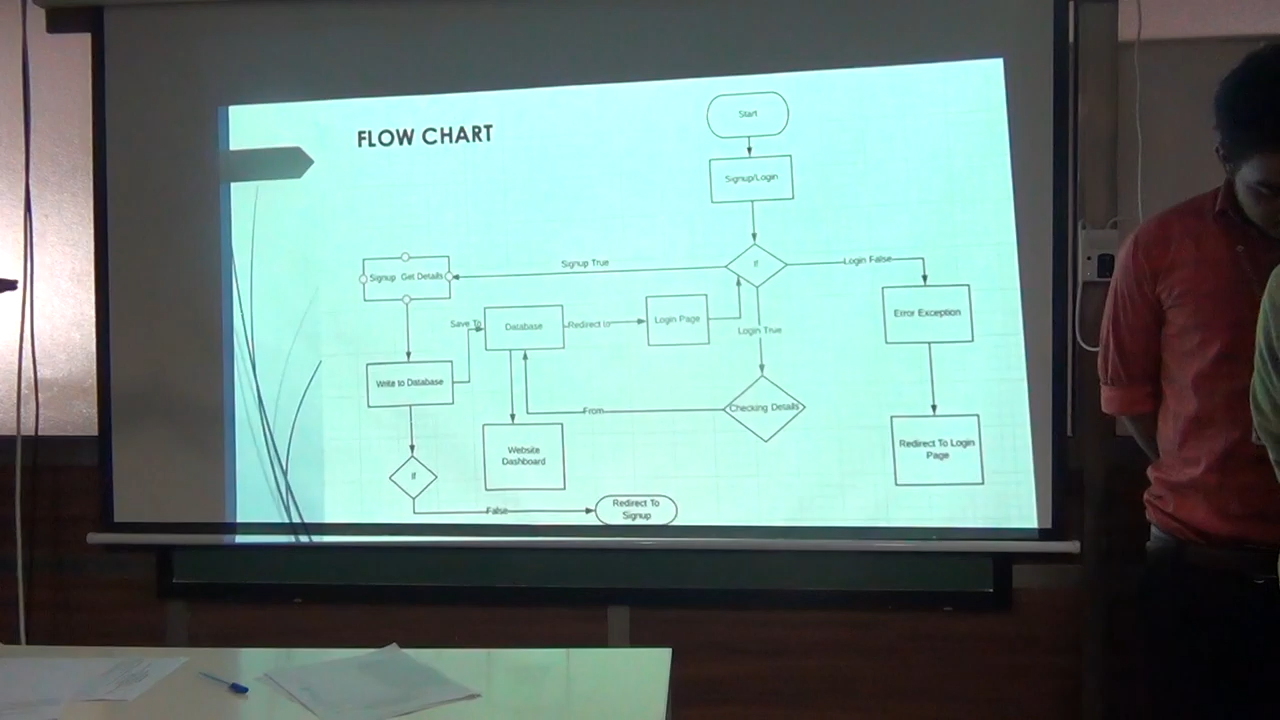 FLOW CHART
Start
Signup/Login
If
Signup True
Login False
Signup Get Details
Error Exception
Save To
Database
Redirect to
Login Page
Login True
Write to Database
Checking Details
From
Website
Dashboard
Redirect To Login
Page
If
False
Redirect To
Signup